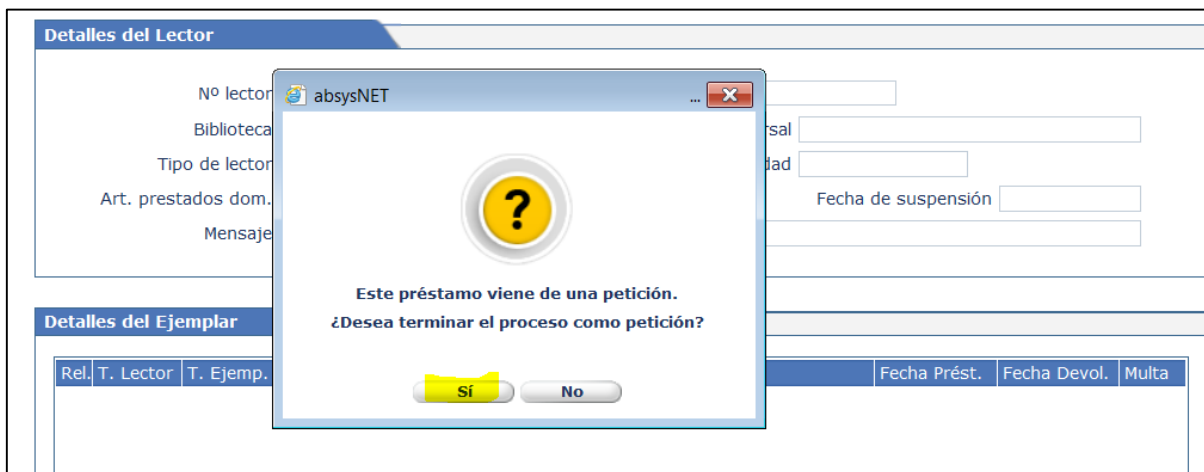 Detalles del Lector
Nº lector
absysNET ...
Biblioteca
rsal
Tipo de lector
dad
Art. prestados dom.
Fecha de suspensión
Mensaje
?
Este préstamo viene de una petición.
¿Desea terminar el proceso como petición?
Sí No
Detalles del Ejemplar
Rel. T. Lector T. Ejemp. Fecha Prést. Fecha Devol. Multa